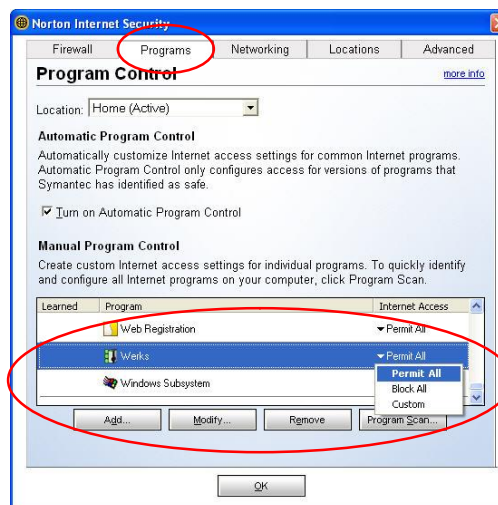 Norton Internet Security
Firewall Programs Networking Locations Advanced
Program Control
more info
Location: Home (Active)
Automatic Program Control
Automatically customize Internet access settings for common Internet programs.
Automatic Program Control only configures access for versions of programs that
Symantec has identified as safe.
Turn on Automatic Program Control
Manual Program Control
Create custom Internet access settings for individual programs. To quickly identify
and configure all Internet programs on your computer, click Program Scan.
Learned Program Internet Access
Web Registration Permit All
Werks Permit All
Permit All
Windows Subsystem
Block All
Custom
Add... Modify... Remove Program Scan...
OK